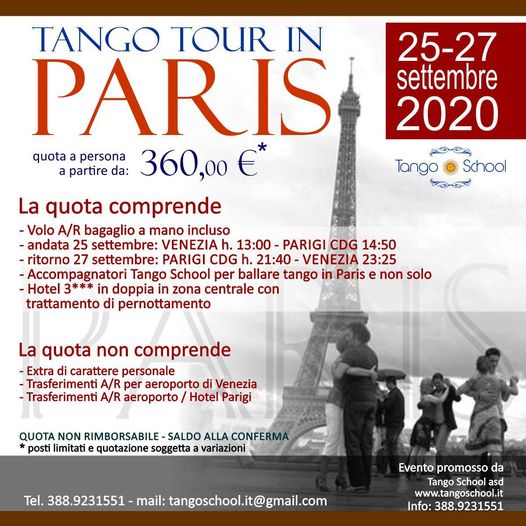 TANGO TOUR IN
PARIS
25-27
settembre
2020
quota a persona
a partire da: 360,00 €*
Tango School
La quota comprende
- Volo A/R bagaglio a mano incluso
- andata 25 settembre: VENEZIA h. 13:00 - PARIGI CDG 14:50
- ritorno 27 settembre: PARIGI CDG h. 21:40 - VENEZIA 23:25
- Accompagnatori Tango School per ballare tango in Paris e non solo
- Hotel 3*** in doppia in zona centrale con
trattamento di pernottamento
PARIS
La quota non comprende
- Extra di carattere personale
- Trasferimenti A/R per aeroporto di Venezia
- Trasferimenti A/R aeroporto / Hotel Parigi
QUOTA NON RIMBORSABILE - SALDO ALLA CONFERMA
* posti limitati e quotazione soggetta a variazioni
Evento promosso da
Tango School asd
www.tangoschool.it
Info: 388.9231551
Tel. 388.9231551 - mail: tangoschool.it@gmail.com